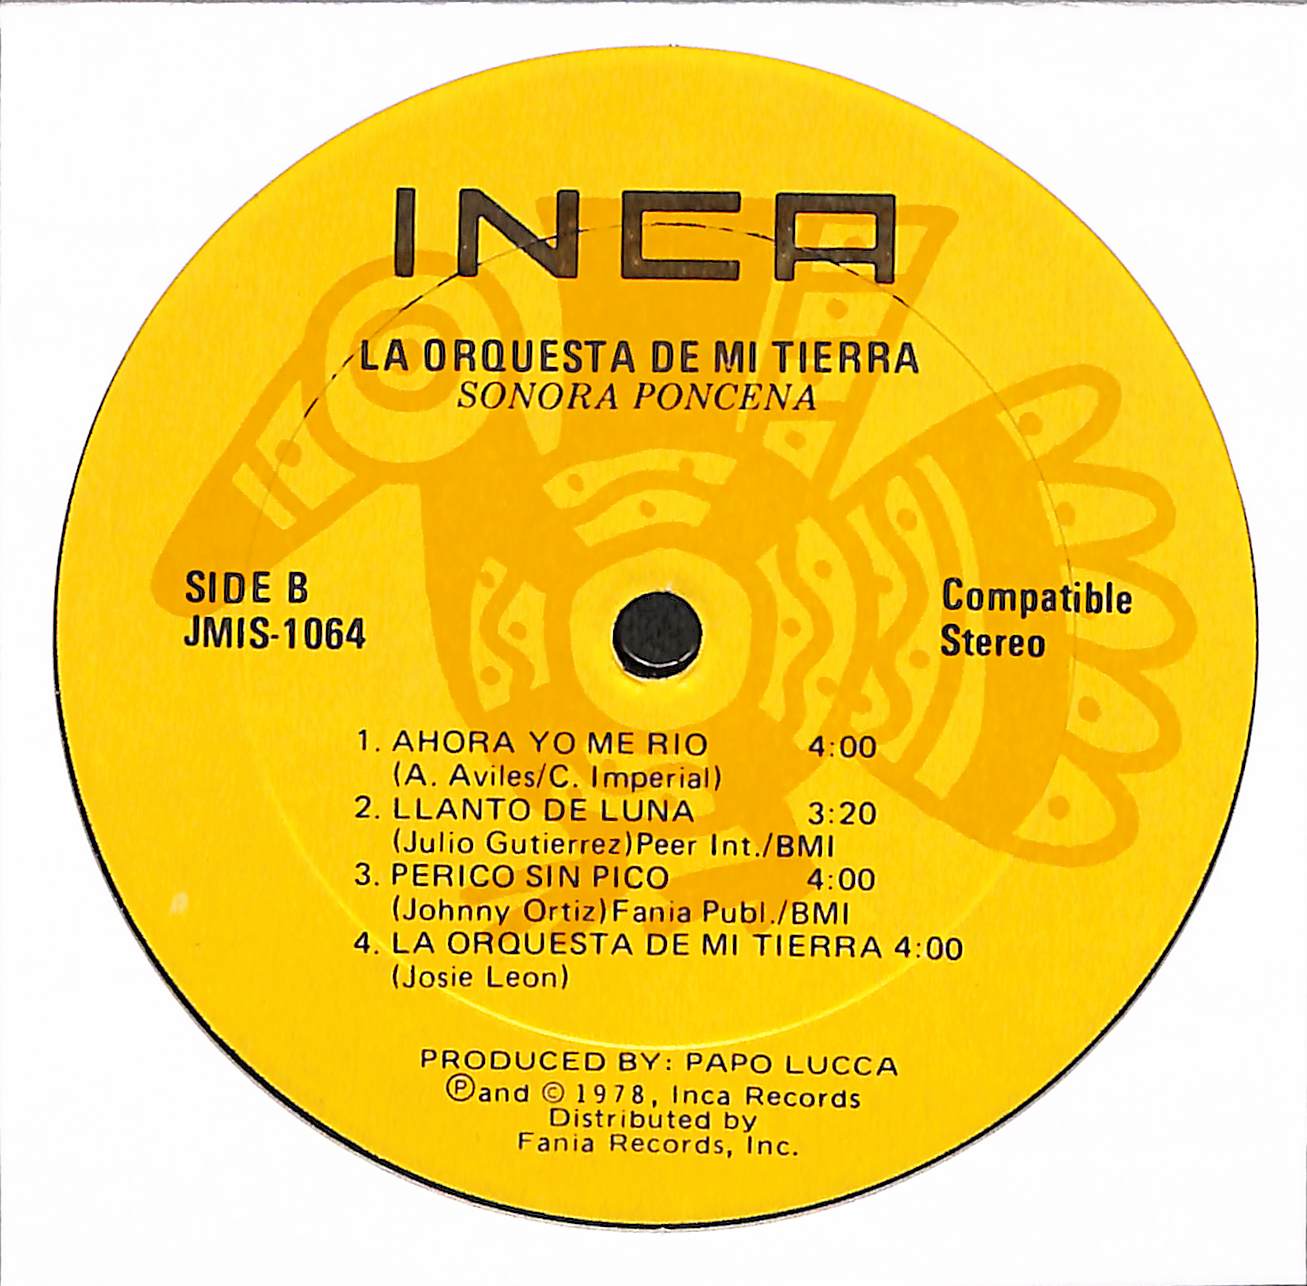 INCA
LA ORQUESTA DE MI TIERRA
SONORA PONCENA
SIDE B
JMIS-1064
Compatible
Stereo
1. AHORA YO ME RIO 4:00
(A. Aviles/C. Imperial)
2. LLANTO DE LUNA 3:20
(Julio Gutierrez)Peer Int./BMI
3. PERICO SIN PICO 4:00
(Johnny Ortiz)Fania Publ./BMI
4. LA ORQUESTA DE MI TIERRA 4:00
(Josie Leon)
PRODUCED BY: PAPO LUCCA
℗and © 1978, Inca Records
Distributed by
Fania Records, Inc.